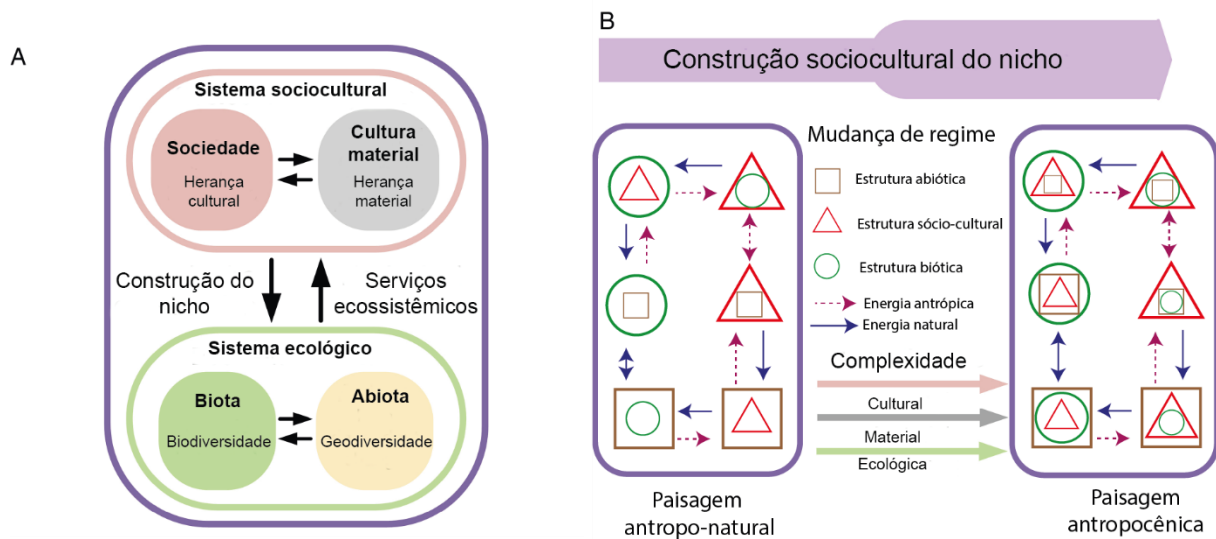 A
Sistema sociocultural
Sociedade
Herança
cultural
Cultura
material
Herança
material
Construção do
nicho
Serviços
ecossistêmicos
Sistema ecológico
Biota
Biodiversidade
Abiota
Geodiversidade
B
Construção sociocultural do nicho
Mudança de regime
Estrutura abiótica
Estrutura sócio-cultural
Estrutura biótica
Energia antrópica
Energia natural
Complexidade
Cultural
Material
Ecológica
Paisagem
antropo-natural
Paisagem
antropocênica